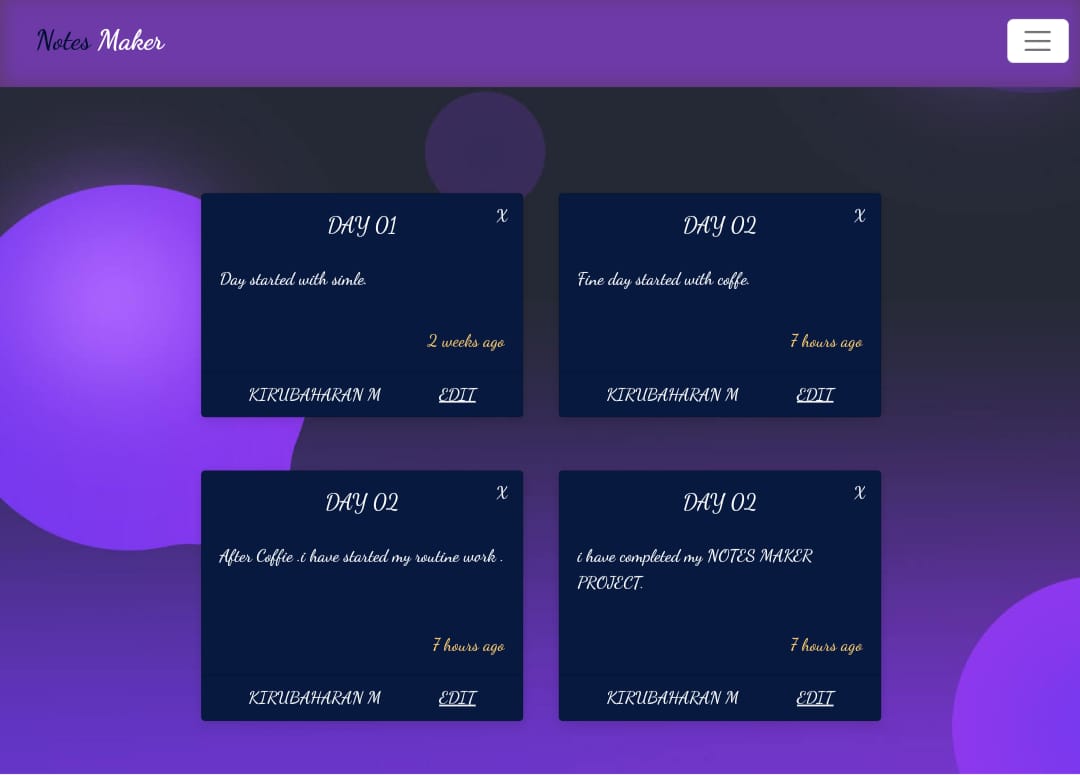 Notes Maker
DAY 01
X
Day started with simle.
2 weeks ago
KIRUBAHARAN M EDIT
DAY 02
X
Fine day started with coffe.
7 hours ago
KIRUBAHARAN M EDIT
DAY 02
X
After Coffie .i have started my routine work .
7 hours ago
KIRUBAHARAN M EDIT
DAY 02
X
i have completed my NOTES MAKER
PROJECT.
7 hours ago
KIRUBAHARAN M EDIT